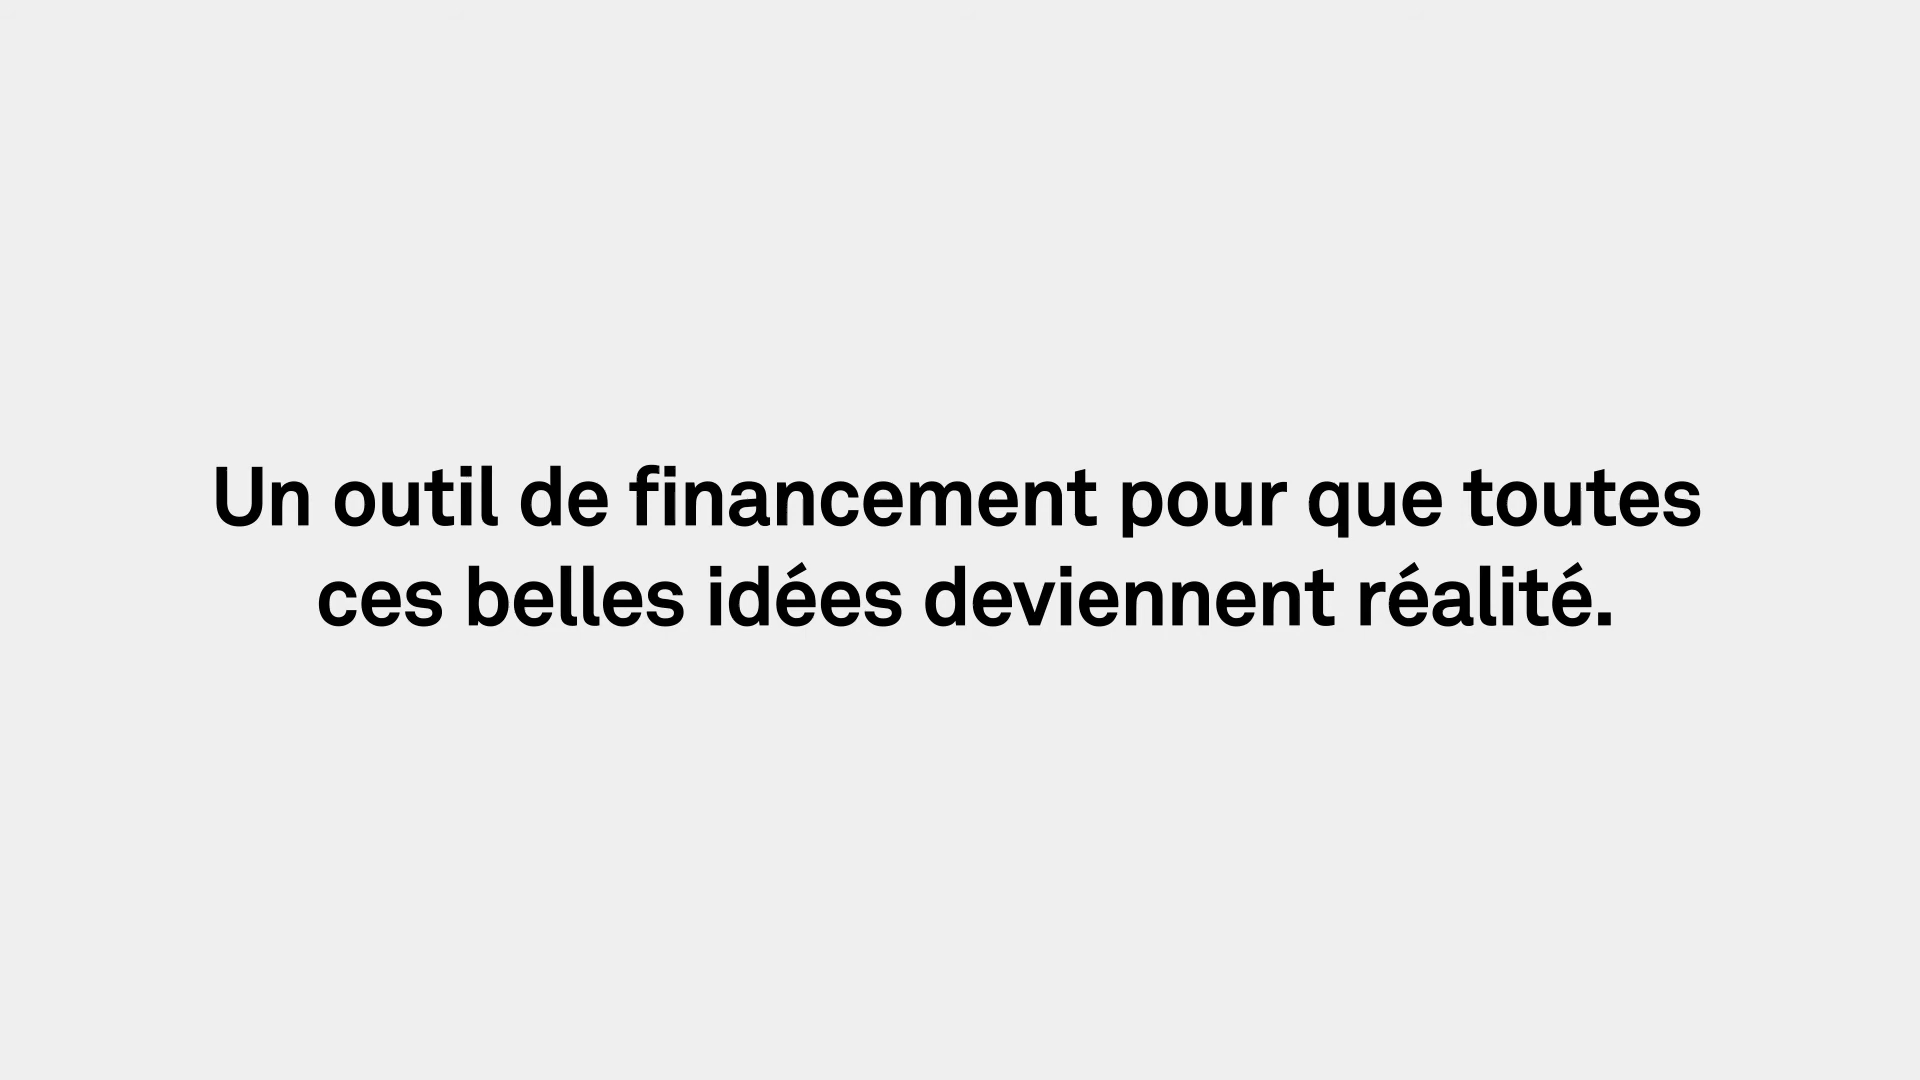 Un outil de financement pour que toutes
ces belles idées deviennent réalité.